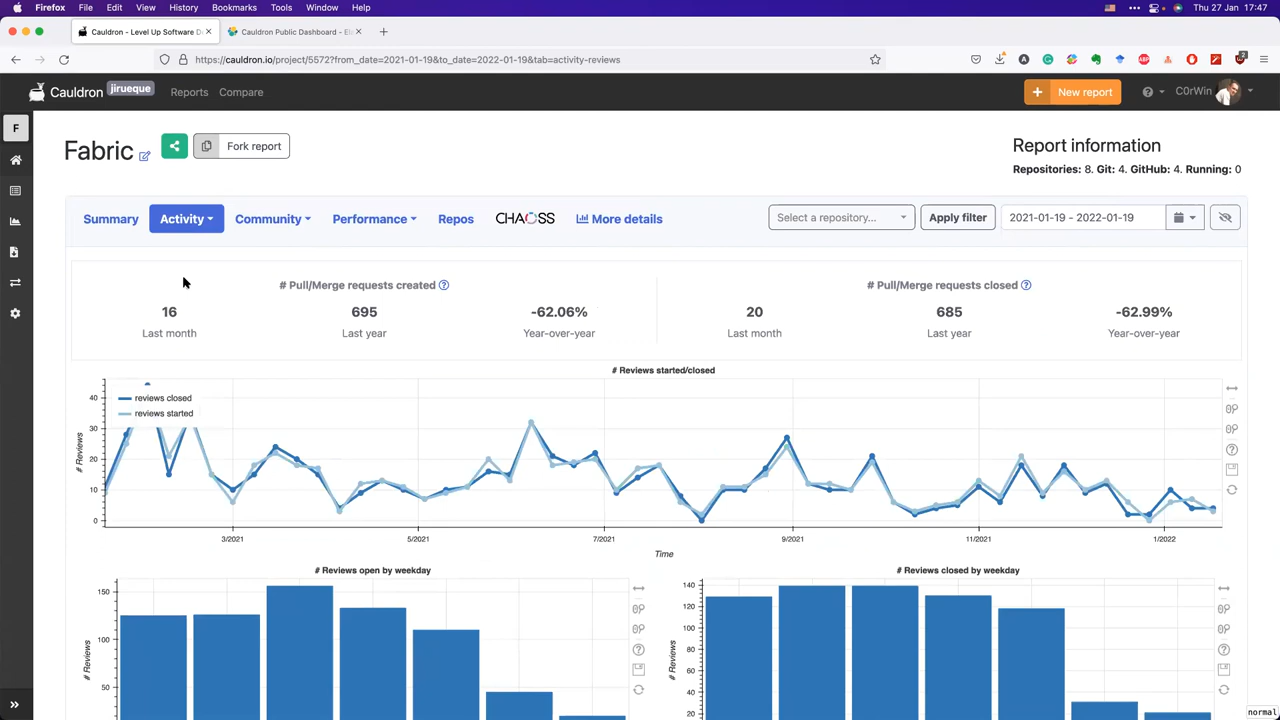 Firefox File Edit View History Bookmarks Tools Window Help Thu 27 Jan 17:47
Cauldron - Level Up Software D
Cauldron Public Dashboard - Ela
https://cauldron.io/project/5572?from_date=2021-01-19&to_date=2022-01-19&tab=activity-reviews
Cauldron jirueque Reports Compare + New report C0rWin
F
Fabric Fork report
Report information
Repositories: 8. Git: 4. GitHub: 4. Running: 0
Summary Activity Community Performance Repos CHAOSS More details Select a repository... Apply filter 2021-01-19 - 2022-01-19
# Pull/Merge requests created
16 695 -62.06%
Last month Last year Year-over-year
# Pull/Merge requests closed
20 685 -62.99%
Last month Last year Year-over-year
# Reviews started/closed
reviews closed
reviews started
# Reviews
40
30
20
10
0
3/2021 5/2021 7/2021 9/2021 11/2021 1/2022
Time
# Reviews open by weekday
# Reviews
150
100
50
# Reviews closed by weekday
# Reviews
140
120
100
80
60
40
20
normal